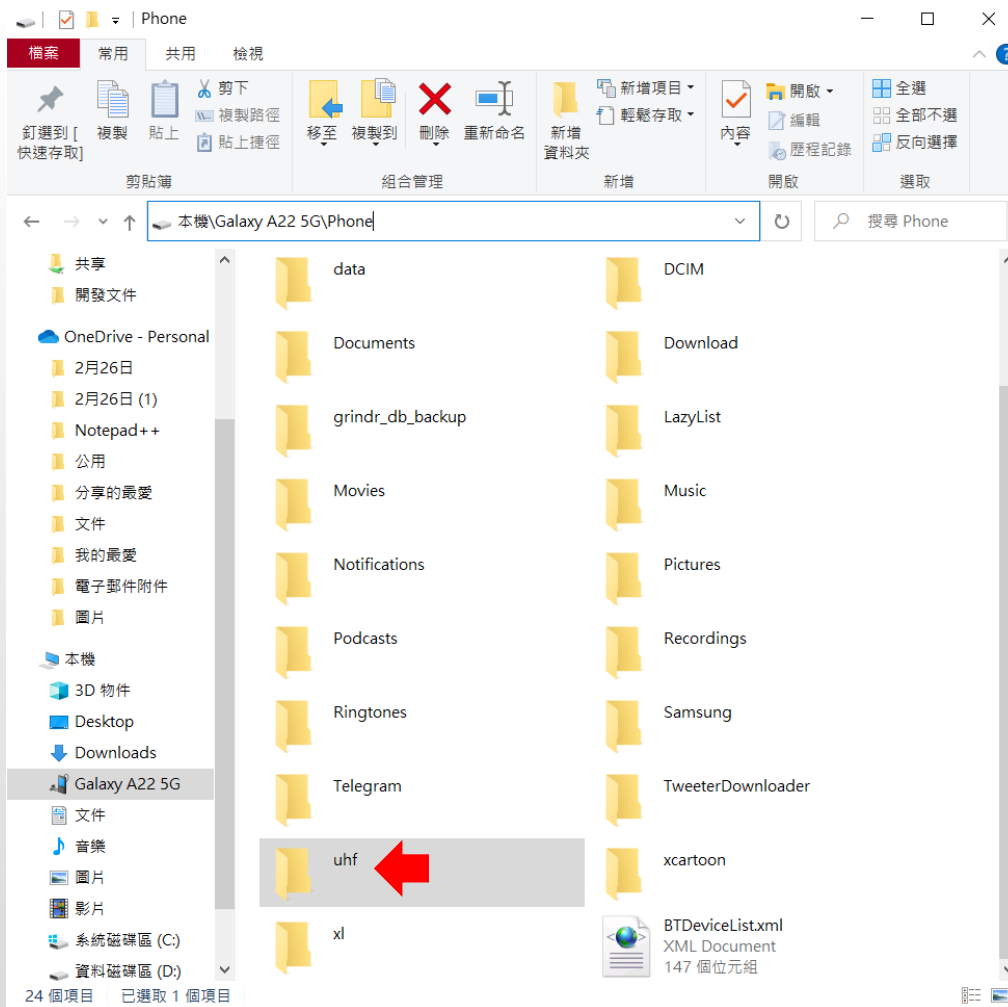 Phone
檔案 常用 共用 檢視
釘選到 [
快速存取]
複製
貼上
剪下
複製路徑
貼上捷徑
剪貼簿
移至
複製到
刪除
重新命名
組合管理
新增
資料夾
新增項目
輕鬆存取
新增
內容
開啟
編輯
歷程記錄
開啟
全選
全部不選
反向選擇
選取
本機\Galaxy A22 5G\Phone
搜尋 Phone
共享
開發文件
OneDrive - Personal
2月26日
2月26日 (1)
Notepad++
公用
分享的最愛
文件
我的最愛
電子郵件附件
圖片
本機
3D 物件
Desktop
Downloads
Galaxy A22 5G
文件
音樂
圖片
影片
系統磁碟區 (C:)
資料磁碟區 (D:)
data
DCIM
Documents
Download
grindr_db_backup
LazyList
Movies
Music
Notifications
Pictures
Podcasts
Recordings
Ringtones
Samsung
Telegram
TweeterDownloader
uhf
xcartoon
xl
BTDeviceList.xml
XML Document
147 個位元組
24 個項目 已選取 1 個項目